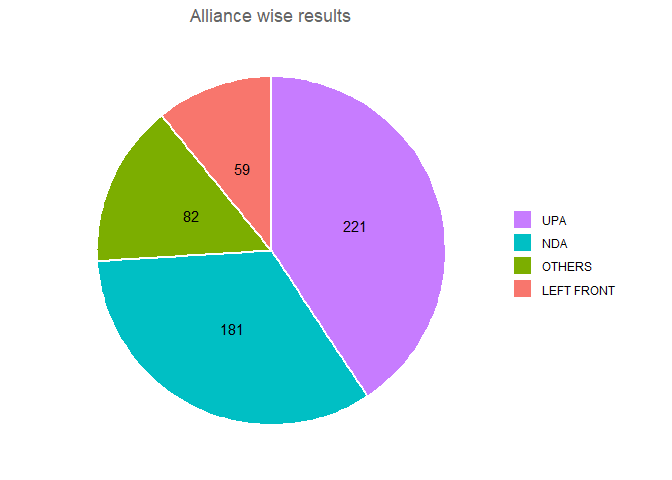 Alliance wise results
59
82
221
181
UPA
NDA
OTHERS
LEFT FRONT